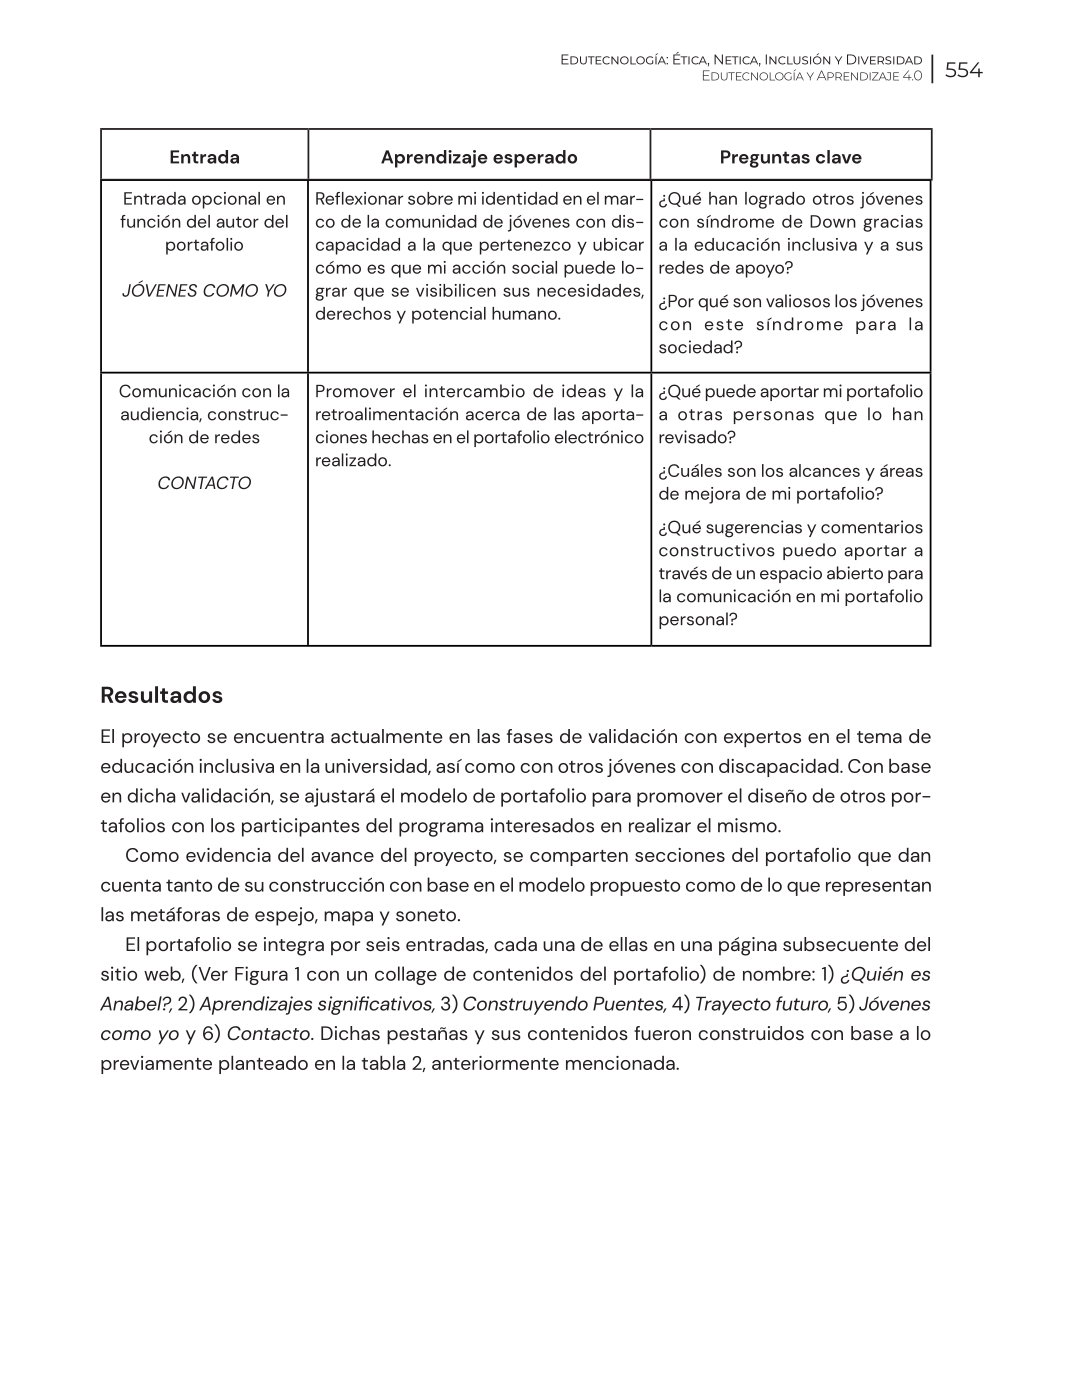 Edutecnología: Ética, Netica, Inclusión y Diversidad
Edutecnología y Aprendizaje 4.0
554
Entrada
Aprendizaje esperado
Preguntas clave
Entrada opcional en
función del autor del
portafolio
JÓVENES COMO YO
Reflexionar sobre mi identidad en el mar-
co de la comunidad de jóvenes con dis-
capacidad a la que pertenezco y ubicar
cómo es que mi acción social puede lo-
grar que se visibilicen sus necesidades,
derechos y potencial humano.
¿Qué han logrado otros jóvenes
con síndrome de Down gracias
a la educación inclusiva y a sus
redes de apoyo?
¿Por qué son valiosos los jóvenes
con este síndrome para la
sociedad?
Comunicación con la
audiencia, construc-
ción de redes
CONTACTO
Promover el intercambio de ideas y la
retroalimentación acerca de las aporta-
ciones hechas en el portafolio electrónico
realizado.
¿Qué puede aportar mi portafolio
a otras personas que lo han
revisado?
¿Cuáles son los alcances y áreas
de mejora de mi portafolio?
¿Qué sugerencias y comentarios
constructivos puedo aportar a
través de un espacio abierto para
la comunicación en mi portafolio
personal?
Resultados
El proyecto se encuentra actualmente en las fases de validación con expertos en el tema de
educación inclusiva en la universidad, así como con otros jóvenes con discapacidad. Con base
en dicha validación, se ajustará el modelo de portafolio para promover el diseño de otros por-
tafolios con los participantes del programa interesados en realizar el mismo.
Como evidencia del avance del proyecto, se comparten secciones del portafolio que dan
cuenta tanto de su construcción con base en el modelo propuesto como de lo que representan
las metáforas de espejo, mapa y soneto.
El portafolio se integra por seis entradas, cada una de ellas en una página subsecuente del
sitio web, (Ver Figura 1 con un collage de contenidos del portafolio) de nombre: 1) ¿Quién es
Anabel?, 2) Aprendizajes significativos, 3) Construyendo Puentes, 4) Trayecto futuro, 5) Jóvenes
como yo y 6) Contacto. Dichas pestañas y sus contenidos fueron construidos con base a lo
previamente planteado en la tabla 2, anteriormente mencionada.